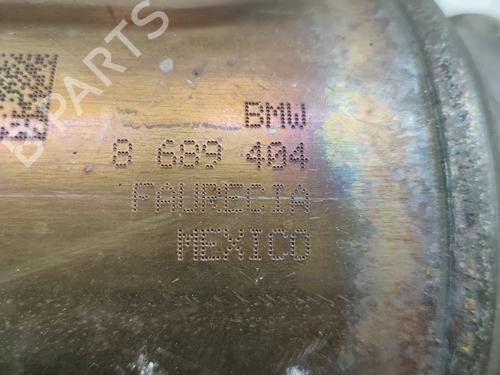 B-PARTS
BMW
8 689 404
FAURECIA
MEXICO